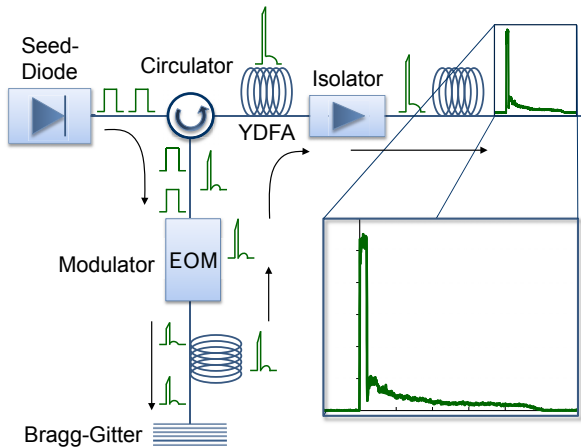 Seed-
Diode
Circulator
Isolator
YDFA
Modulator
EOM
Bragg-Gitter